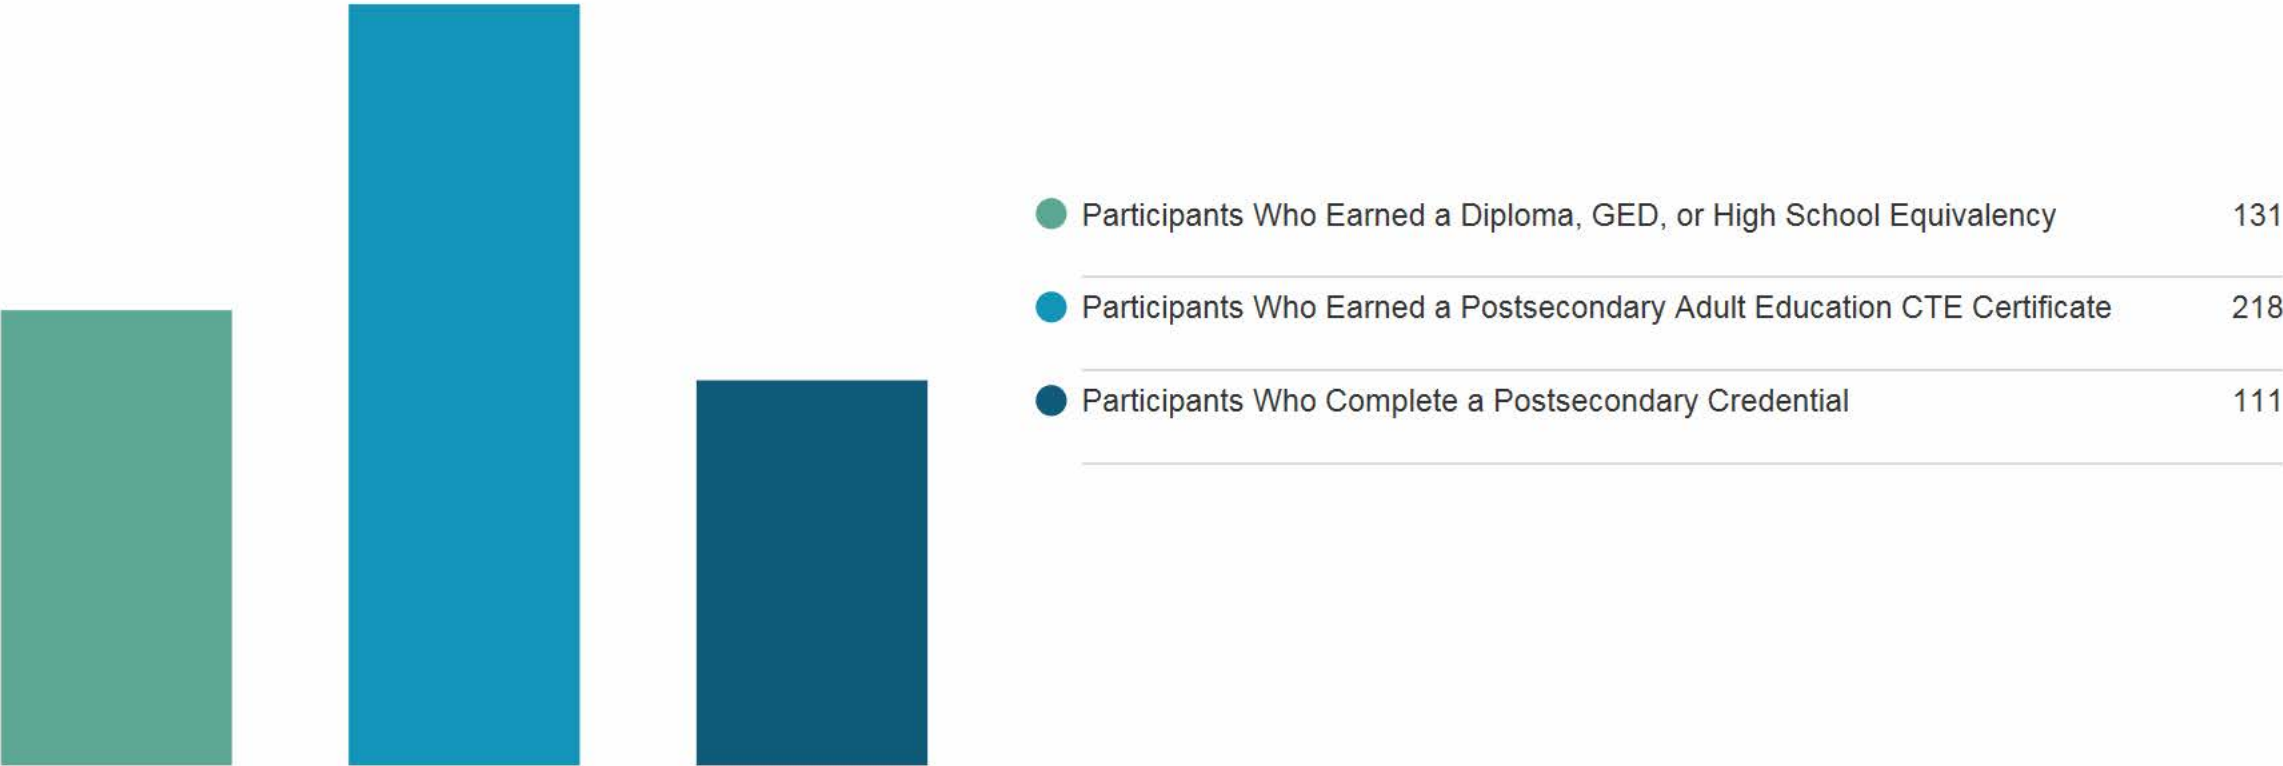 Participants Who Earned a Diploma, GED, or High School Equivalency 131
Participants Who Earned a Postsecondary Adult Education CTE Certificate 218
Participants Who Complete a Postsecondary Credential 111